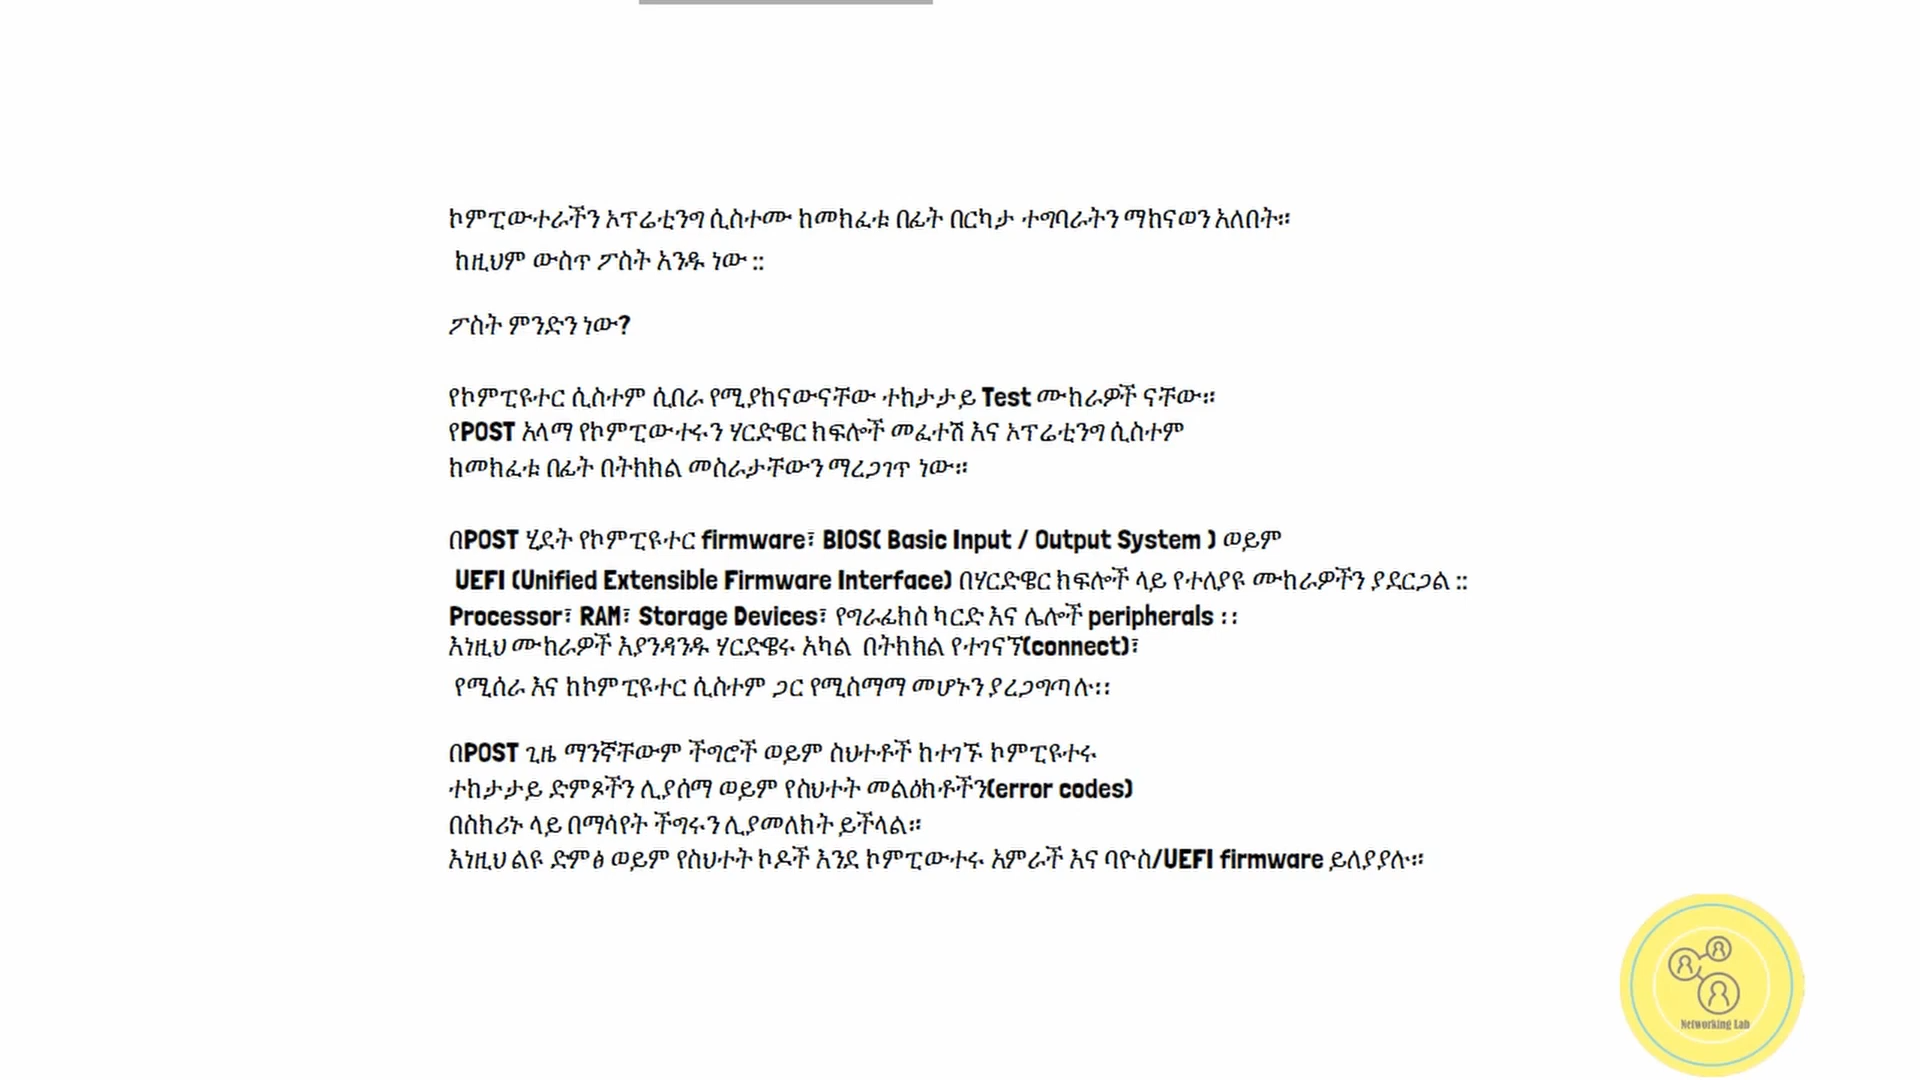 ኮምፒውተራችን ኦፕሬቲንግ ሲስተሙ ከመክፈቱ በፊት በርካታ ተግባራትን ማከናወን አለበት።
ከዚህም ውስጥ ፖስት አንዱ ነው ::
ፖስት ምንድን ነው?
የኮምፒዩተር ሲስተም ሲበራ የሚያከናውናቸው ተከታታይ Test ሙከራዎች ናቸው።
የPOST አላማ የኮምፒውተሩን ሃርድዌር ክፍሎች መፈተሽ እና ኦፕሬቲንግ ሲስተም
ከመክፈቱ በፊት በትክክል መስራታቸውን ማረጋገጥ ነው።
በPOST ሂደት የኮምፒዩተር firmware፣ BIOS( Basic Input / Output System ) ወይም
UEFI (Unified Extensible Firmware Interface) በሃርድዌር ክፍሎች ላይ የተለያዩ ሙከራዎችን ያደርጋል ::
Processor፣ RAM፣ Storage Devices፣ የግራፊክስ ካርድ እና ሌሎች peripherals ፡፡
እነዚህ ሙከራዎች እያንዳንዱ ሃርድዌሩ አካል በትክክል የተገናኘ(connect)፣
የሚሰራ እና ከኮምፒዩተር ሲስተም ጋር የሚስማማ መሆኑን ያረጋግጣሉ፡፡
በPOST ጊዜ ማንኛቸውም ችግሮች ወይም ስህተቶች ከተገኙ ኮምፒዩተሩ
ተከታታይ ድምጾችን ሊያሰማ ወይም የስህተት መልዕክቶችን(error codes)
በስክሪኑ ላይ በማሳየት ችግሩን ሊያመለክት ይችላል።
እነዚህ ልዩ ድምፅ ወይም የስህተት ኮዶች እንደ ኮምፒውተሩ አምራች እና ባዮስ/UEFI firmware ይለያያሉ።
Networking Lab